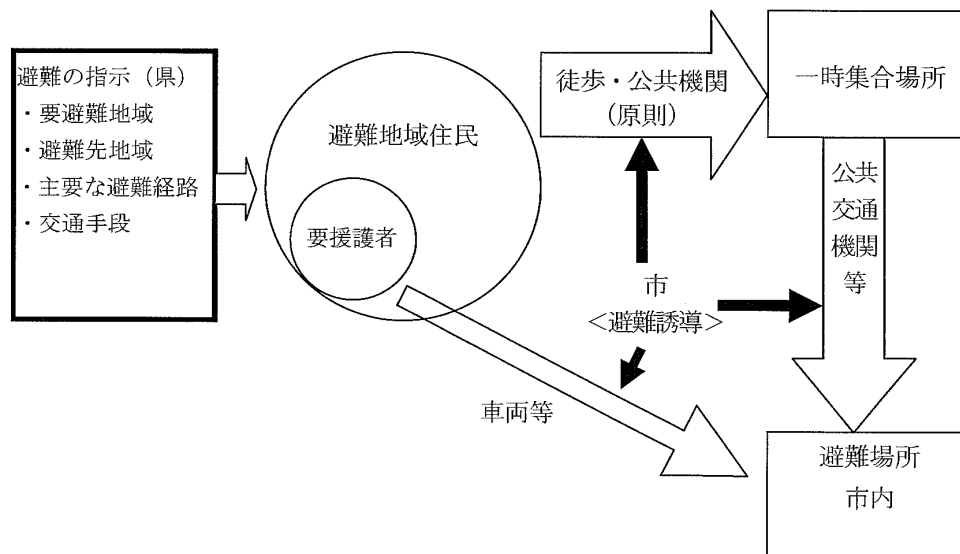 避難の指示（県）
・要避難地域
・避難先地域
・主要な避難経路
・交通手段
避難地域住民
要援護者
徒歩・公共機関
（原則）
一時集合場所
公共
交通
機関
等
市
＜避難誘導＞
車両等
避難場所
市内